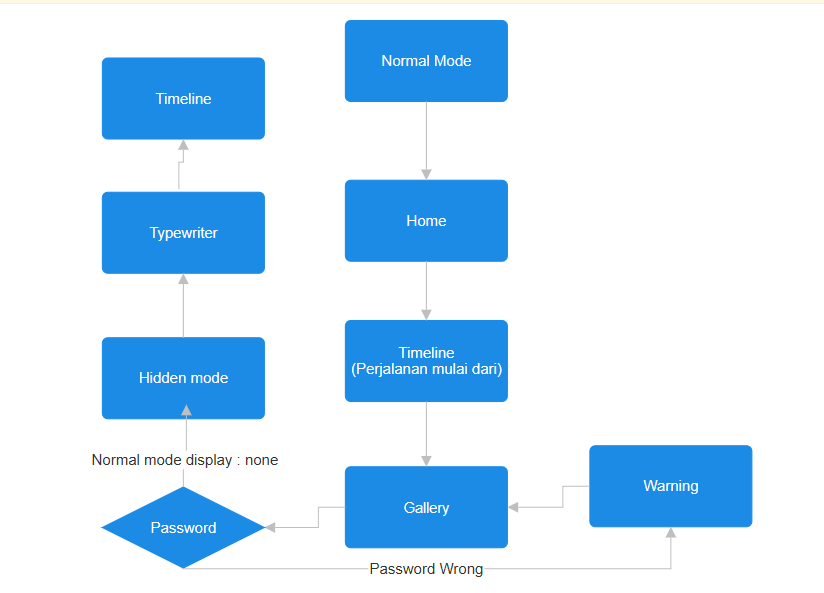 Normal Mode
Timeline
Home
Typewriter
Timeline
(Perjalanan mulai dari)
Hidden mode
Normal mode display : none
Warning
Gallery
Password
Password Wrong